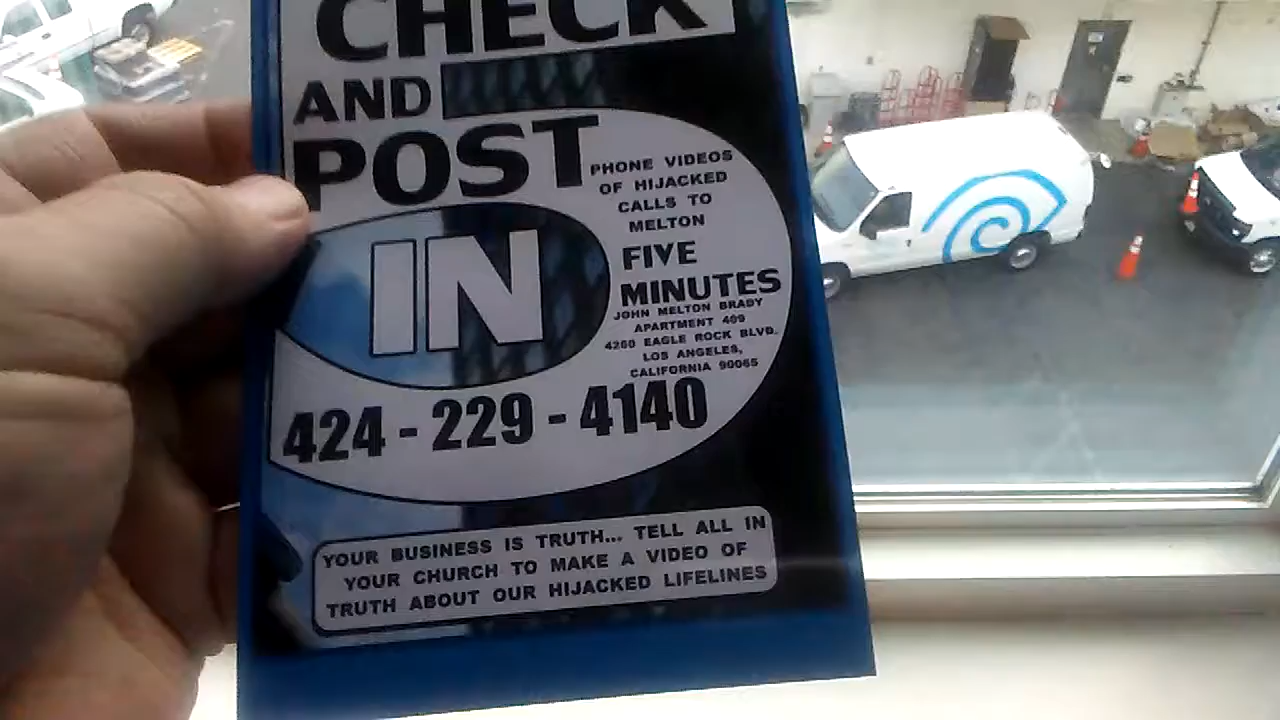 CHECK
AND
POST
IN
PHONE VIDEOS
OF HIJACKED
CALLS TO
MELTON
FIVE
MINUTES
JOHN MELTON BRADY
APARTMENT 409
4260 EAGLE ROCK BLVD.
LOS ANGELES,
CALIFORNIA 90065
424 - 229 - 4140
YOUR BUSINESS IS TRUTH... TELL ALL IN
YOUR CHURCH TO MAKE A VIDEO OF
TRUTH ABOUT OUR HIJACKED LIFELINES